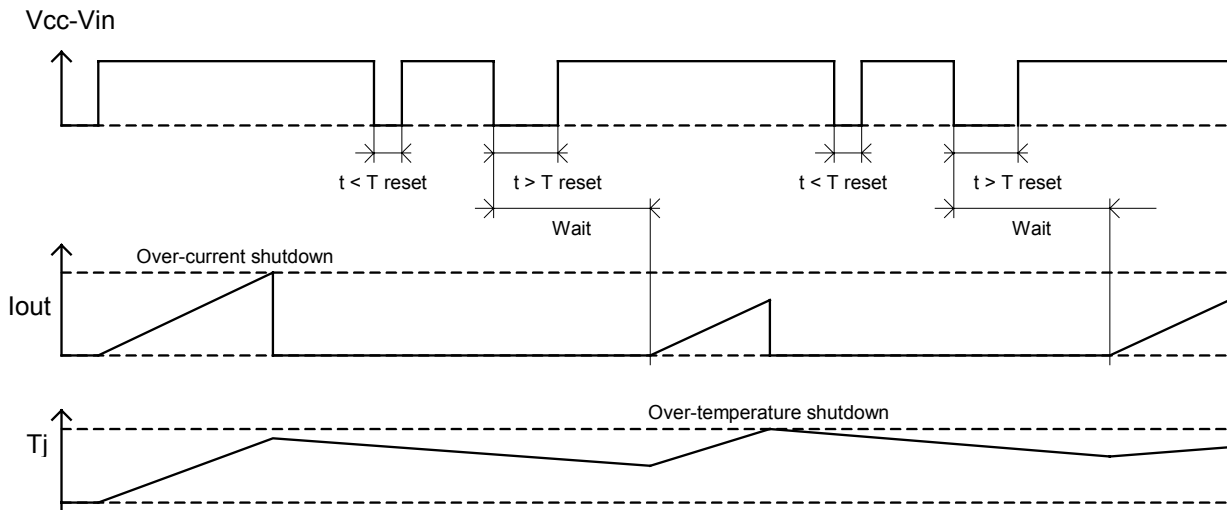 Vcc-Vin
t < T reset
t > T reset
t < T reset
t > T reset
Wait
Wait
Over-current shutdown
Iout
Over-temperature shutdown
Tj